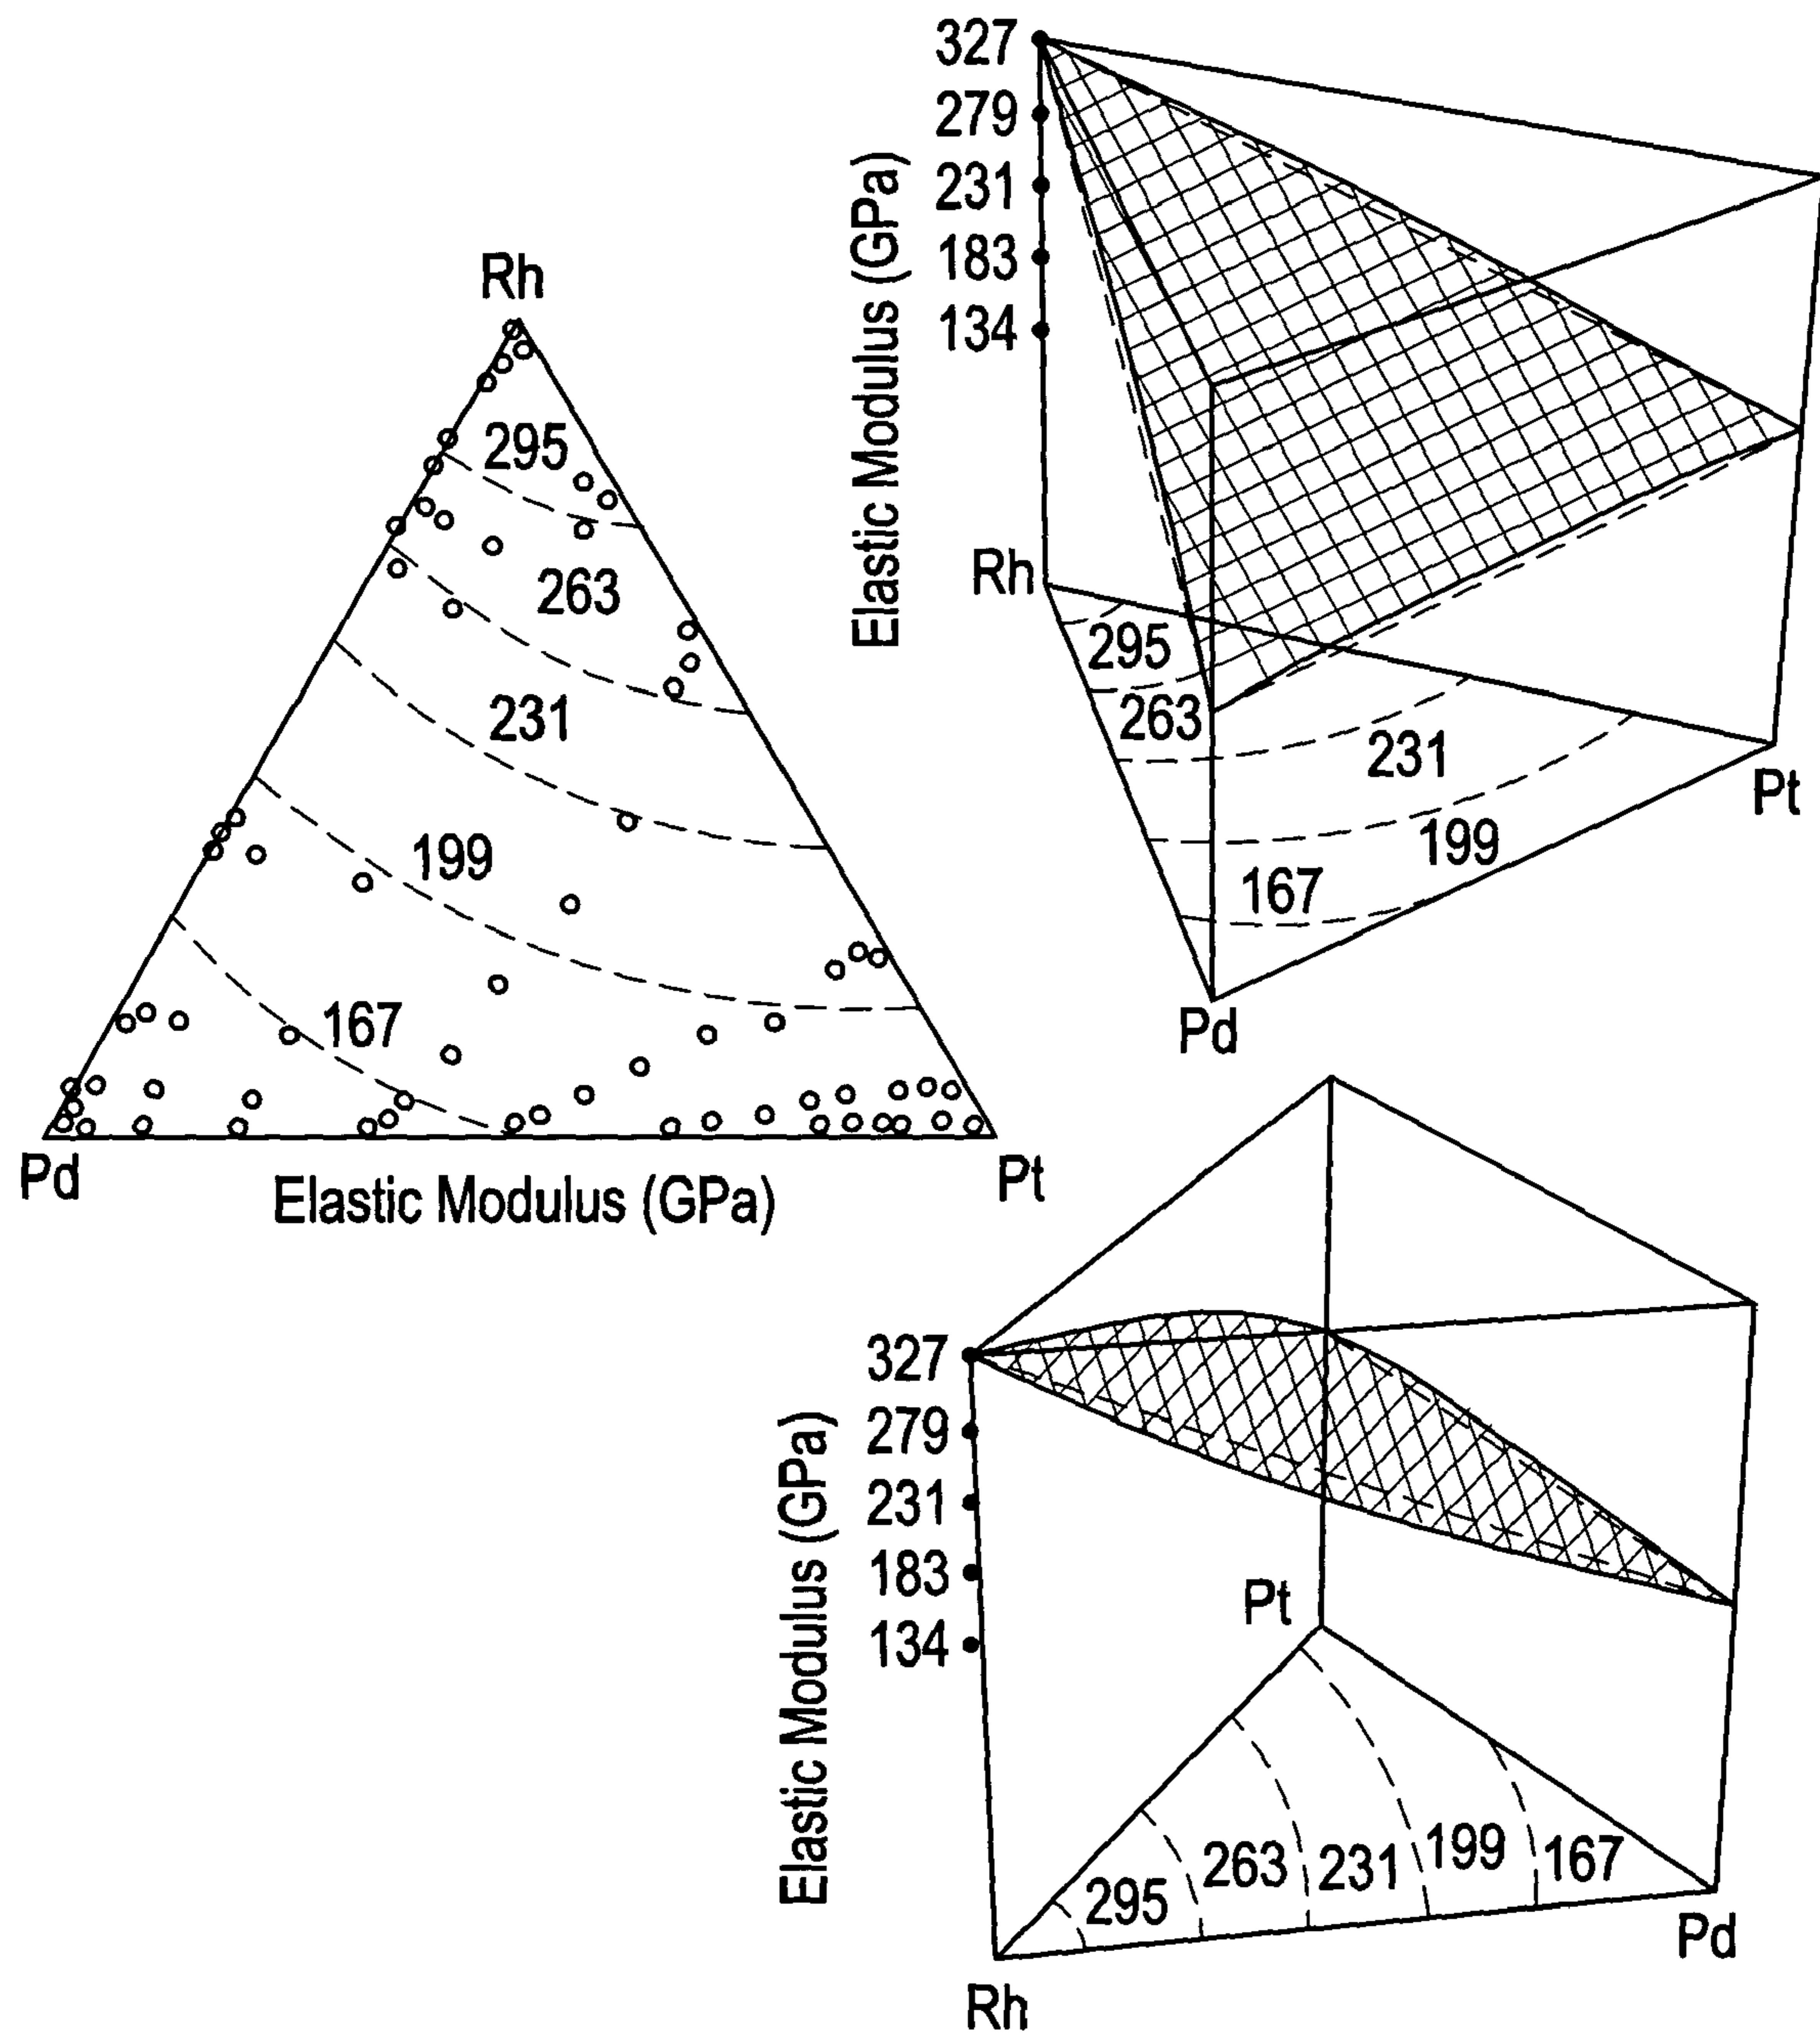 Rh
295
263
231
199
167
Pd
Pt
Elastic Modulus (GPa)
327
279
231
183
134
Elastic Modulus (GPa)
Rh
295
263
231
199
167
Pt
Pd
327
279
231
183
134
Elastic Modulus (GPa)
Pt
295
263
231
199
167
Pd
Rh